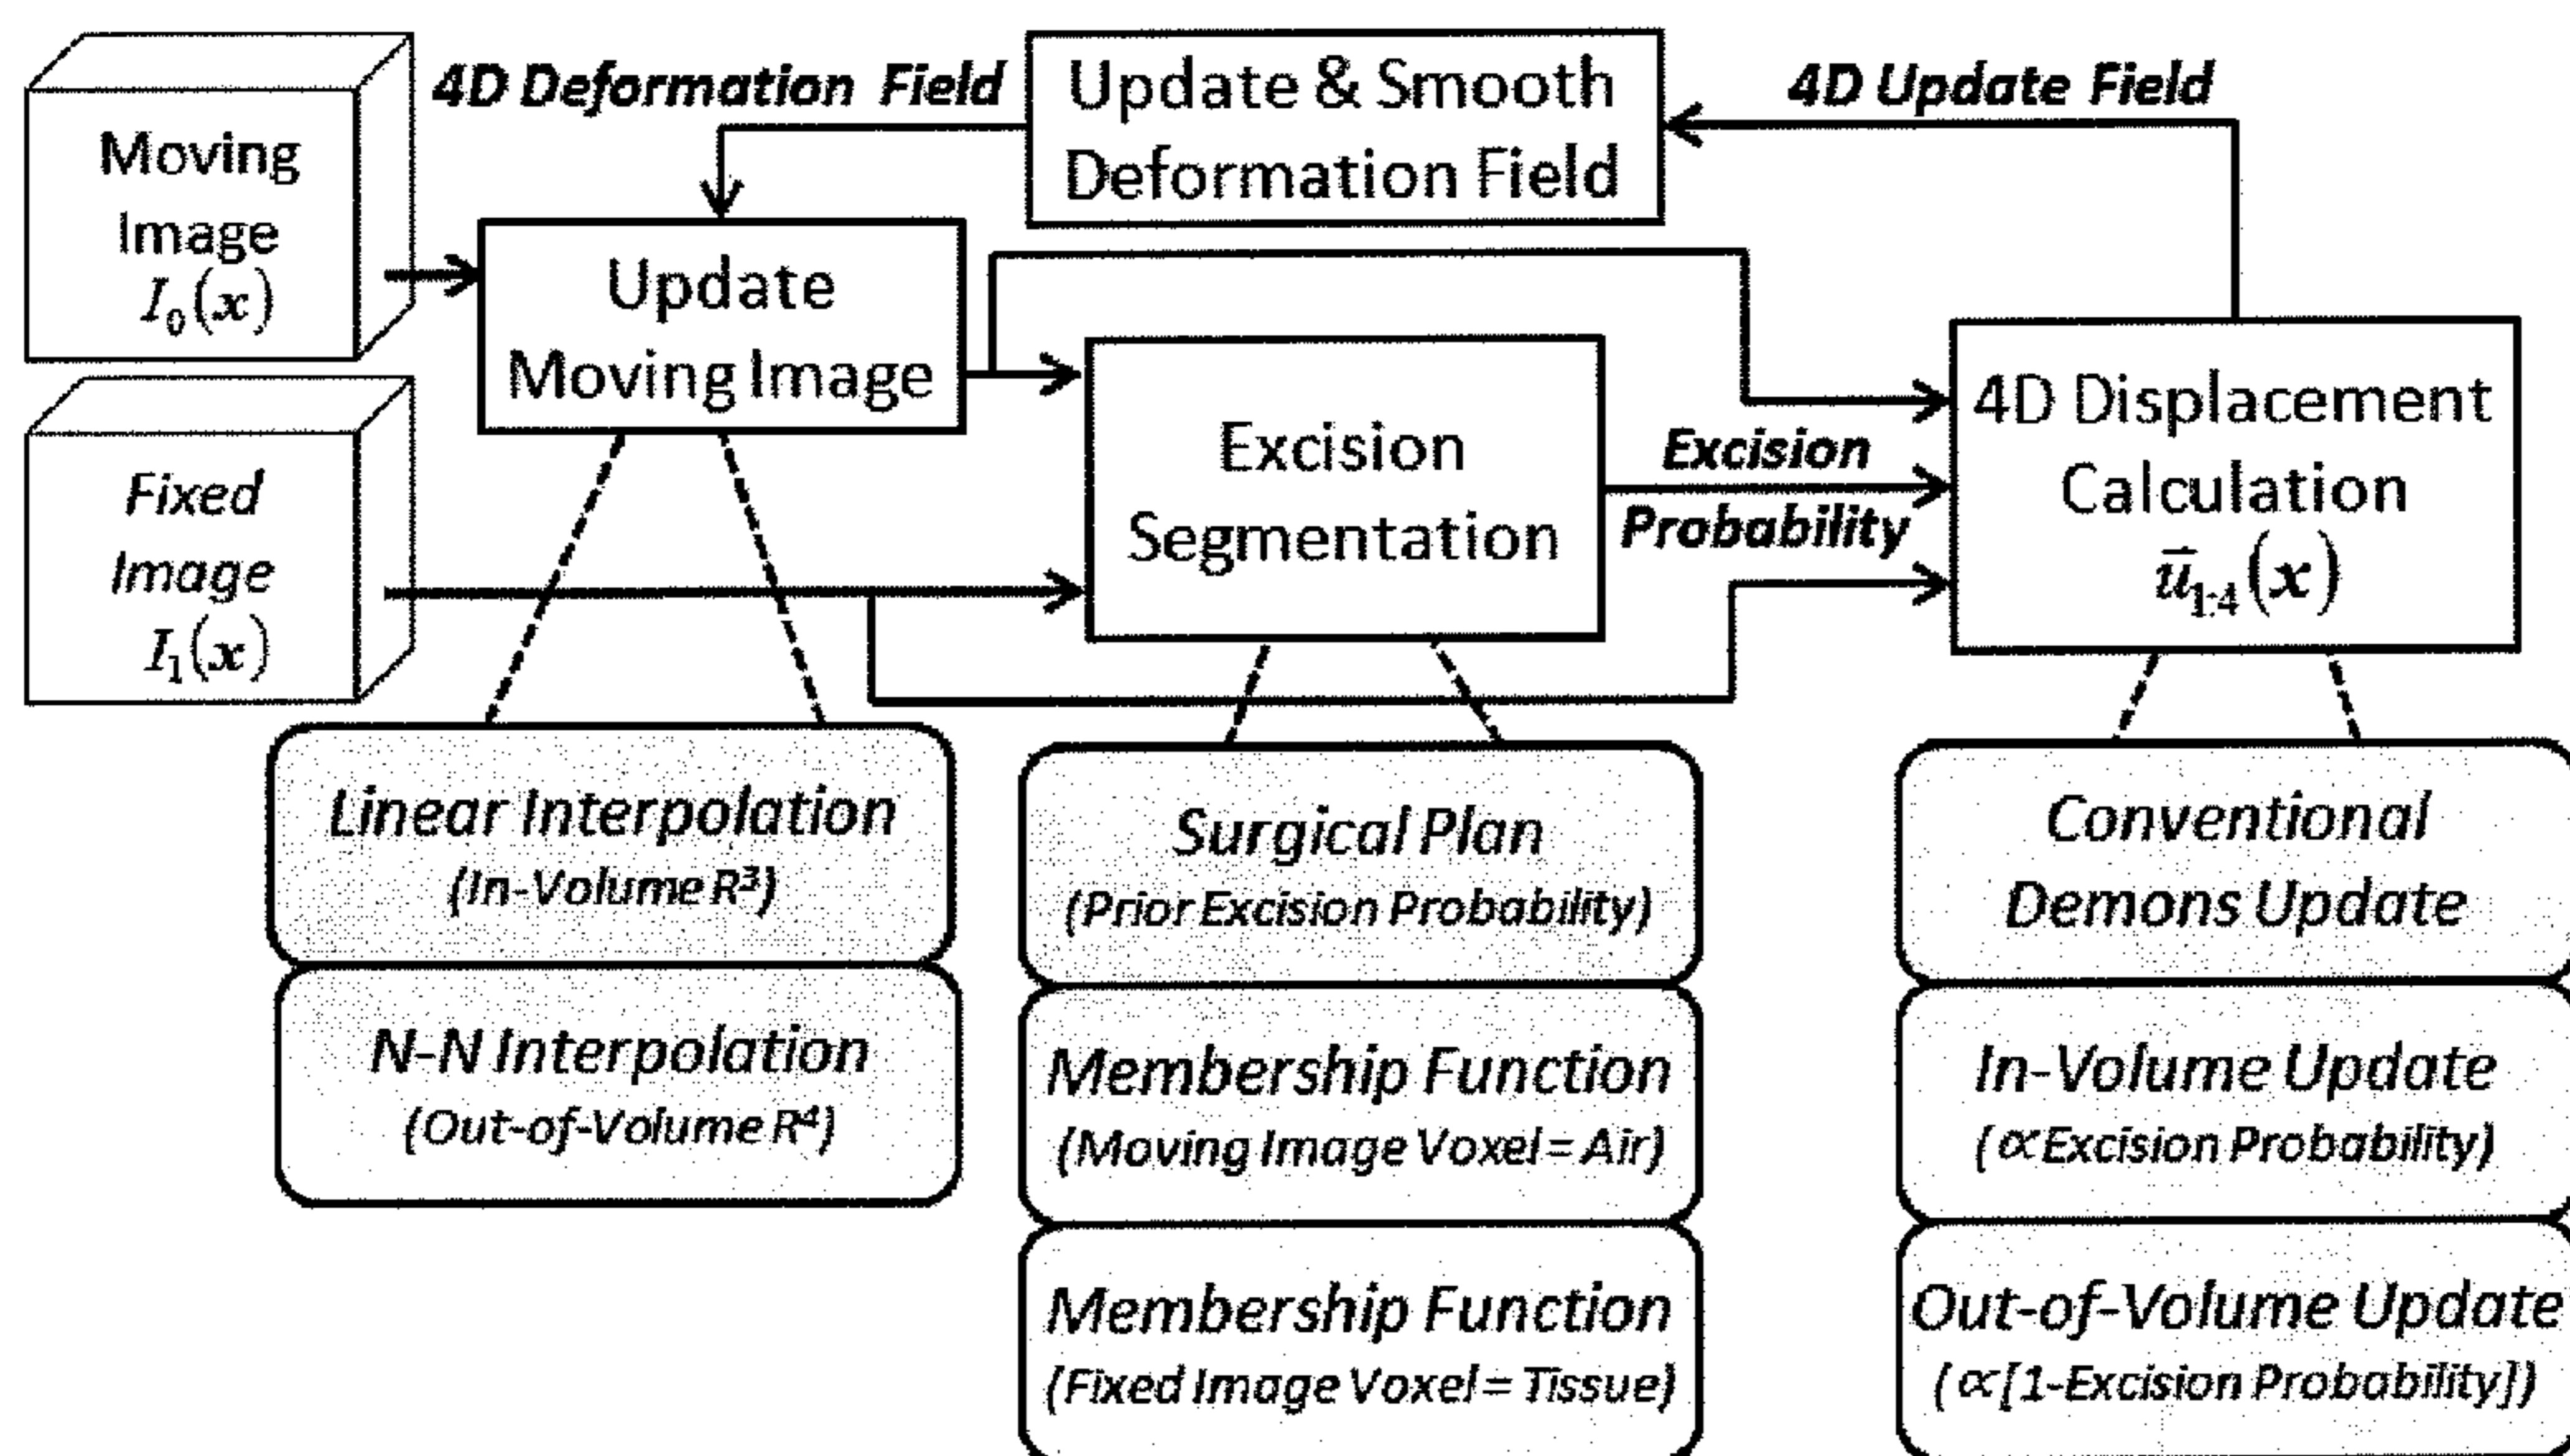 Moving
Image
I₀(x)
4D Deformation Field
Update & Smooth
Deformation Field
4D Update Field
Update
Moving Image
Fixed
Image
I₁(x)
Excision
Segmentation
Excision
Probability
4D Displacement
Calculation
u⃗₁:₄(x)
Linear Interpolation
(In-Volume R³)
N-N Interpolation
(Out-of-Volume R⁴)
Surgical Plan
(Prior Excision Probability)
Membership Function
(Moving Image Voxel = Air)
Membership Function
(Fixed Image Voxel = Tissue)
Conventional
Demons Update
In-Volume Update
(∝Excision Probability)
Out-of-Volume Update
(∝[1-Excision Probability])